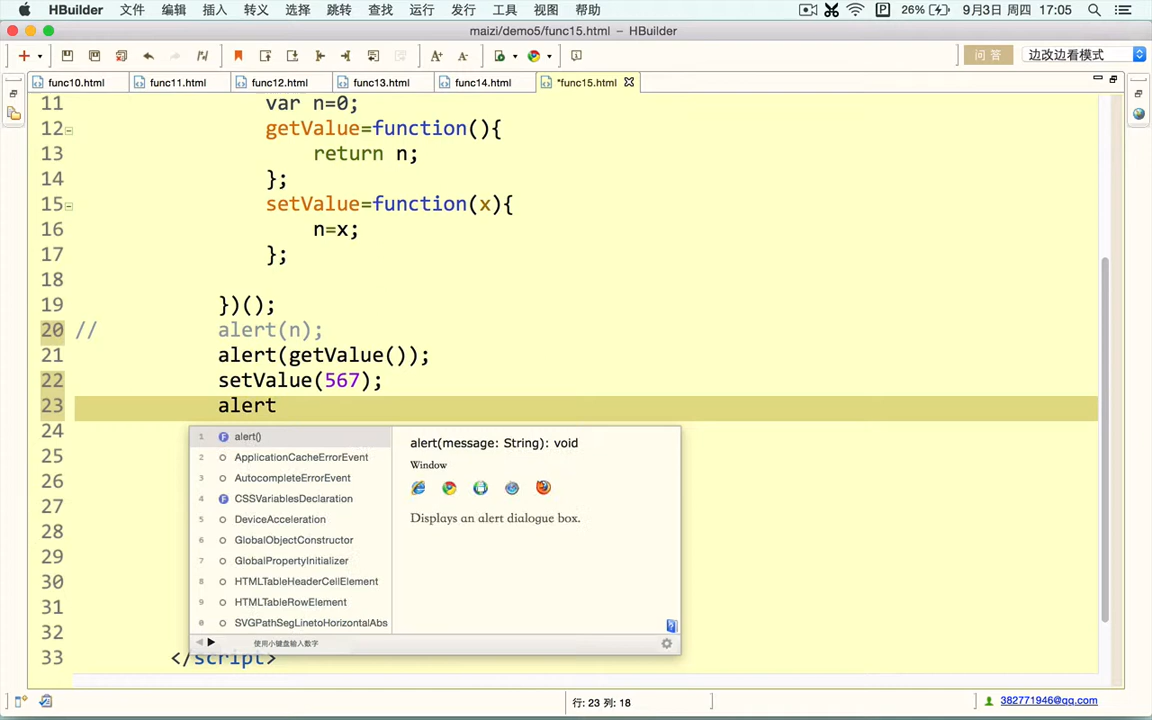 HBuilder 文件 编辑 插入 转义 选择 跳转 查找 运行 发行 工具 视图 帮助 26% 9月3日 周四 17:05
maizi/demo5/func15.html – HBuilder
问 答 边改边看模式
func10.html func11.html func12.html func13.html func14.html *func15.html
11 var n=0;
12 getValue=function(){
13 return n;
14 };
15 setValue=function(x){
16 n=x;
17 };
18
19 })();
20 // alert(n);
21 alert(getValue());
22 setValue(567);
23 alert
24
25
26
27
28
29
30
31
32
33 </script>
1 F alert()
2 ApplicationCacheErrorEvent
3 AutocompleteErrorEvent
4 F CSSVariablesDeclaration
5 DeviceAcceleration
6 GlobalObjectConstructor
7 GlobalPropertyInitializer
8 HTMLTableHeaderCellElement
9 HTMLTableRowElement
0 SVGPathSegLinetoHorizontalAbs
使用小键盘输入数字
alert(message: String): void
Window
Displays an alert dialogue box.
行: 23 列: 18
382771946@qq.com